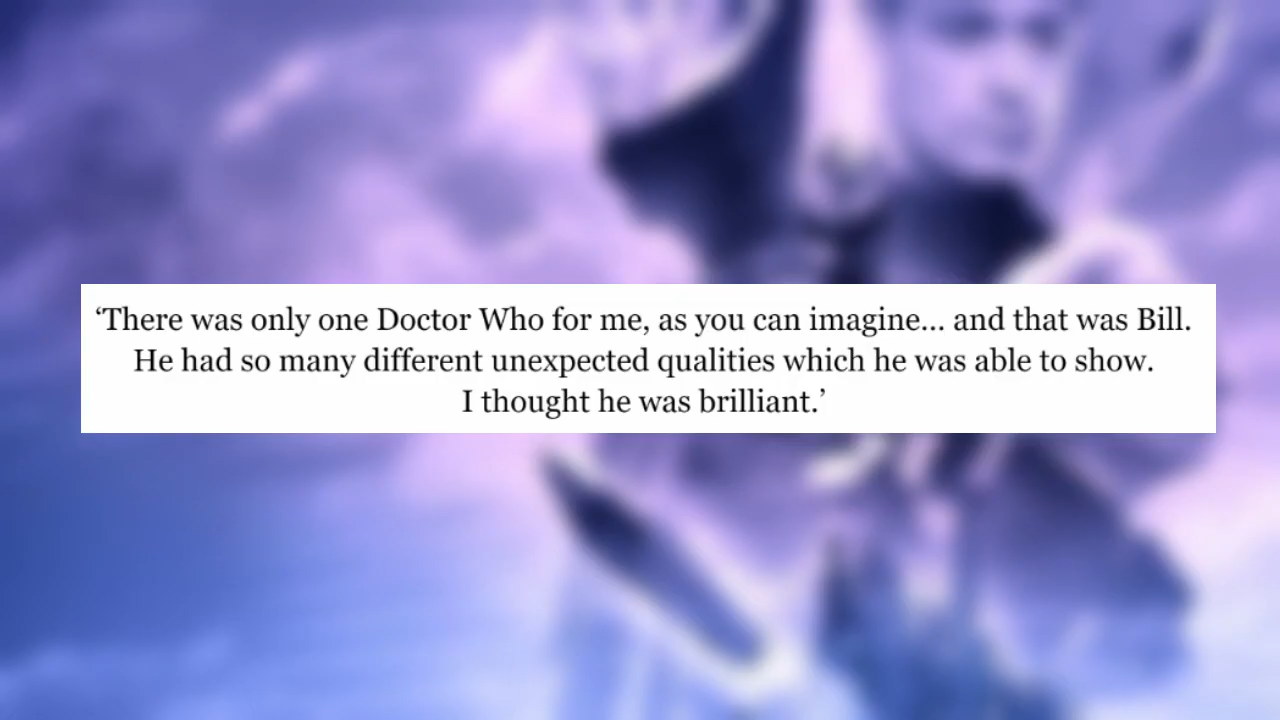 ‘There was only one Doctor Who for me, as you can imagine... and that was Bill.
He had so many different unexpected qualities which he was able to show.
I thought he was brilliant.’